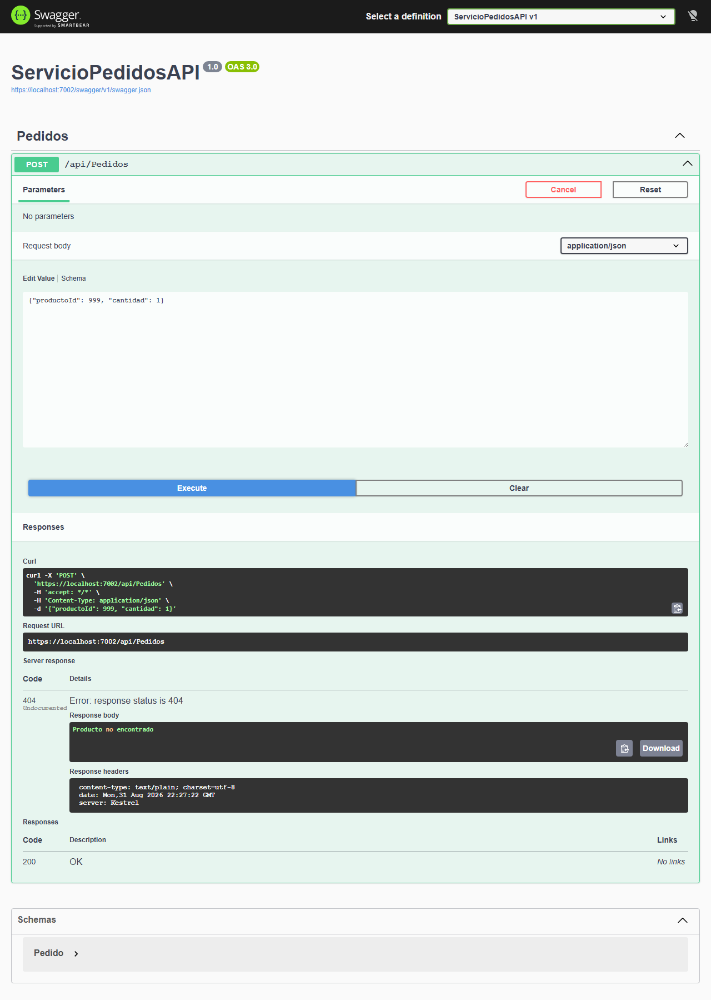 Swagger
Supported by SMARTBEAR
Select a definition
ServicioPedidosAPI v1
ServicioPedidosAPI 1.0 OAS 3.0
https://localhost:7002/swagger/v1/swagger.json
Pedidos
POST /api/Pedidos
Parameters
Cancel
Reset
No parameters
Request body
application/json
Edit Value
Schema
{"productoId": 999, "cantidad": 1}
Execute
Clear
Responses
Curl
curl -X 'POST' \
  'https://localhost:7002/api/Pedidos' \
  -H 'accept: */*' \
  -H 'Content-Type: application/json' \
  -d '{"productoId": 999, "cantidad": 1}'
Request URL
https://localhost:7002/api/Pedidos
Server response
Code Details
404 Error: response status is 404
Undocumented
Response body
Producto no encontrado
Download
Response headers
content-type: text/plain; charset=utf-8
date: Mon,31 Aug 2026 22:27:22 GMT
server: Kestrel
Responses
Code Description Links
200 OK No links
Schemas
Pedido